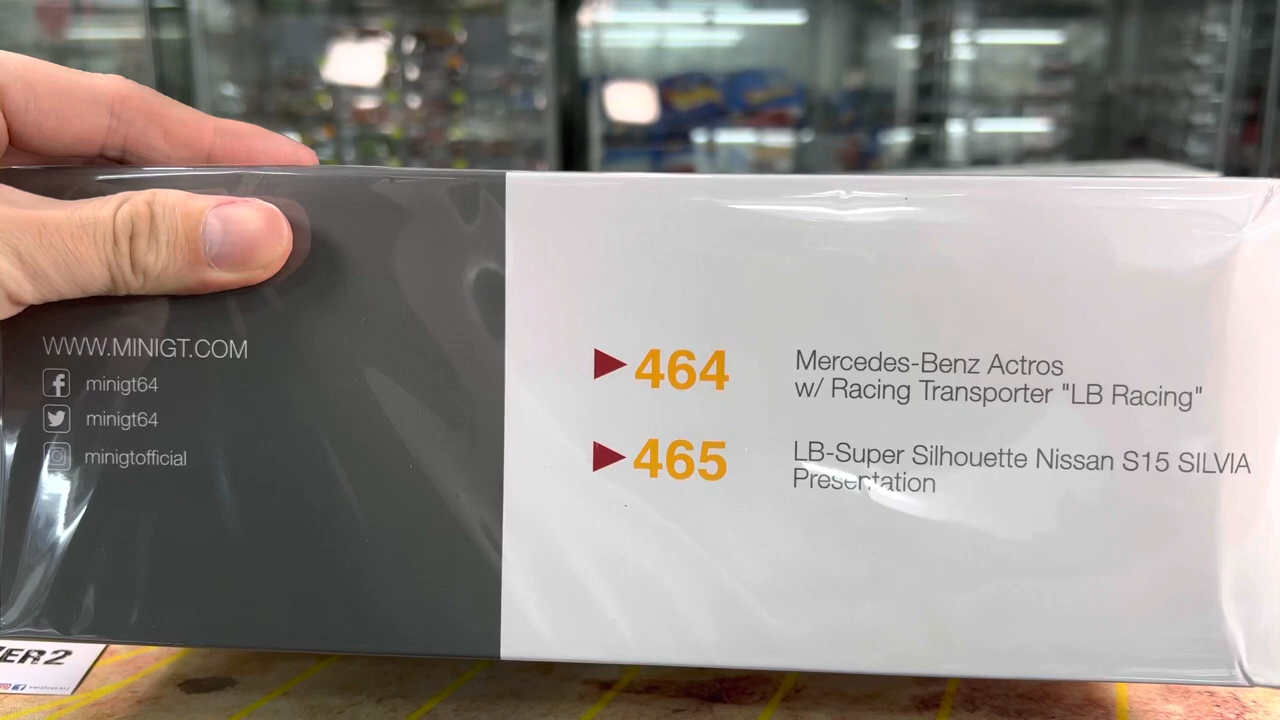 WWW.MINIGT.COM
minigt64
minigt64
minigtofficial
464 Mercedes-Benz Actros
w/ Racing Transporter "LB Racing"
465 LB-Super Silhouette Nissan S15 SILVIA
Presentation
ER2